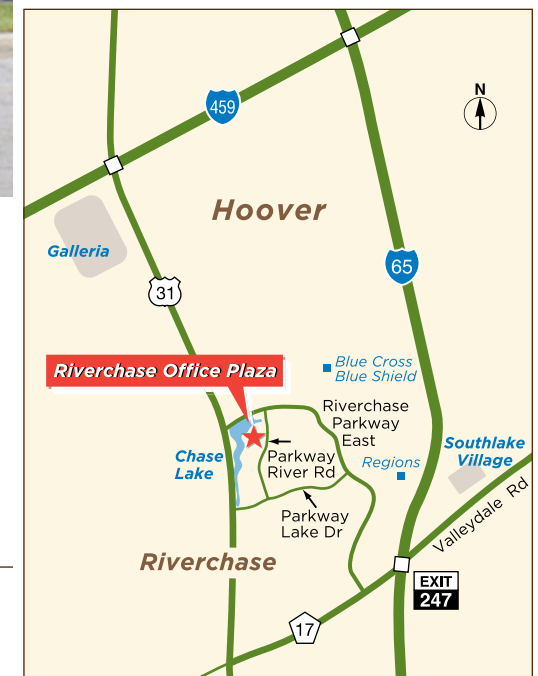 N
459
Hoover
Galleria
65
31
Blue Cross
Blue Shield
Riverchase Office Plaza
Riverchase
Parkway
East
Southlake
Village
Chase
Lake
Parkway
River Rd
Regions
Valleydale Rd
Parkway
Lake Dr
Riverchase
EXIT
247
17